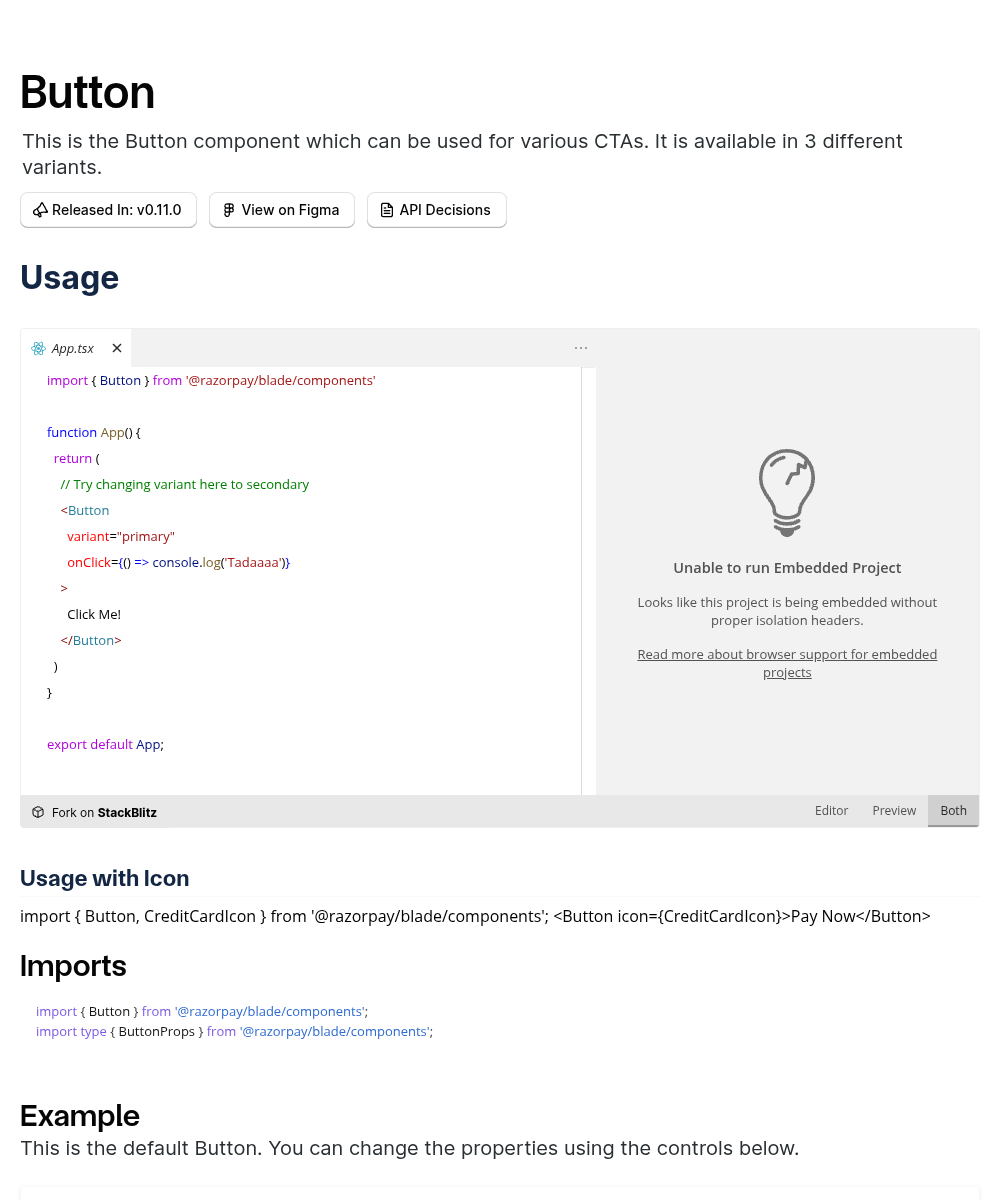 Button
This is the Button component which can be used for various CTAs. It is available in 3 different
variants.
Released In: v0.11.0
View on Figma
API Decisions
Usage
App.tsx
import { Button } from '@razorpay/blade/components'
function App() {
return (
// Try changing variant here to secondary
<Button
variant="primary"
onClick={() => console.log('Tadaaaa')}
>
Click Me!
</Button>
)
}
export default App;
Unable to run Embedded Project
Looks like this project is being embedded without
proper isolation headers.
Read more about browser support for embedded
projects
Fork on StackBlitz
Editor
Preview
Both
Usage with Icon
import { Button, CreditCardIcon } from '@razorpay/blade/components'; <Button icon={CreditCardIcon}>Pay Now</Button>
Imports
import { Button } from '@razorpay/blade/components';
import type { ButtonProps } from '@razorpay/blade/components';
Example
This is the default Button. You can change the properties using the controls below.